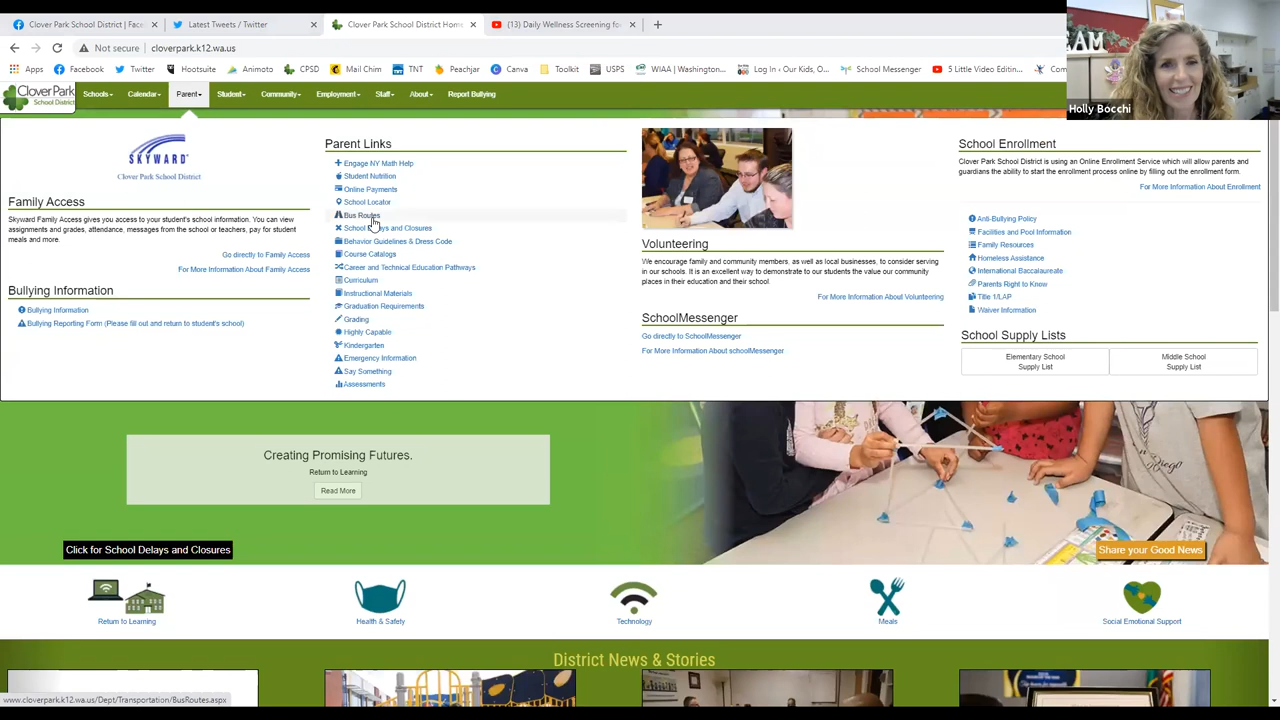 Clover Park School District | Fac
Latest Tweets / Twitter
Clover Park School District Hom
(13) Daily Wellness Screening fo
Not secure
cloverpark.k12.wa.us
Apps
Facebook
Twitter
Hootsuite
Animoto
CPSD
Mail Chim
TNT
Peachjar
Canva
Toolkit
USPS
WIAA | Washington...
Log In ‹ Our Kids, O...
School Messenger
5 Little Video Editin...
EAM
Holly Bocchi
Clover Park
School District
Schools
Calendar
Parent
Student
Community
Employment
Staff
About
Report Bullying
SKYWARD
Clover Park School District
Family Access
Skyward Family Access gives you access to your student's school information. You can view
assignments and grades, attendance, messages from the school or teachers, pay for student
meals and more.
Go directly to Family Access
For More Information About Family Access
Bullying Information
Bullying Information
Bullying Reporting Form (Please fill out and return to student's school)
Parent Links
Engage NY Math Help
Student Nutrition
Online Payments
School Locator
Bus Routes
School Delays and Closures
Behavior Guidelines & Dress Code
Course Catalogs
Career and Technical Education Pathways
Curriculum
Instructional Materials
Graduation Requirements
Grading
Highly Capable
Kindergarten
Emergency Information
Say Something
Assessments
Volunteering
We encourage family and community members, as well as local businesses, to consider serving
in our schools. It is an excellent way to demonstrate to our students the value our community
places in their education and their school.
For More Information About Volunteering
SchoolMessenger
Go directly to SchoolMessenger
For More Information About schoolMessenger
School Enrollment
Clover Park School District is using an Online Enrollment Service which will allow parents and
guardians the ability to start the enrollment process online by filling out the enrollment form.
For More Information About Enrollment
Anti-Bullying Policy
Facilities and Pool Information
Family Resources
Homeless Assistance
International Baccalaureate
Parents Right to Know
Title 1/LAP
Waiver Information
School Supply Lists
Elementary School
Supply List
Middle School
Supply List
Creating Promising Futures.
Return to Learning
Read More
Click for School Delays and Closures
Share your Good News
Return to Learning
Health & Safety
Technology
Meals
Social Emotional Support
District News & Stories
www.cloverpark.k12.wa.us/Dept/Transportation/BusRoutes.aspx